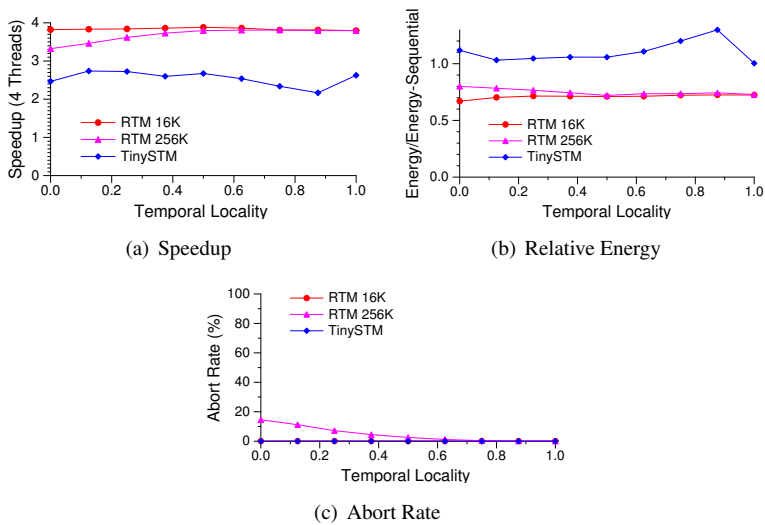 Speedup (4 Threads)
4
3
2
1
0
RTM 16K
RTM 256K
TinySTM
0.0 0.2 0.4 0.6 0.8 1.0
Temporal Locality
(a) Speedup
Energy/Energy-Sequential
1.0
0.5
0.0
RTM 16K
RTM 256K
TinySTM
0.0 0.2 0.4 0.6 0.8 1.0
Temporal Locality
(b) Relative Energy
Abort Rate (%)
100
80
60
40
20
0
RTM 16K
RTM 256K
TinySTM
0.0 0.2 0.4 0.6 0.8 1.0
Temporal Locality
(c) Abort Rate